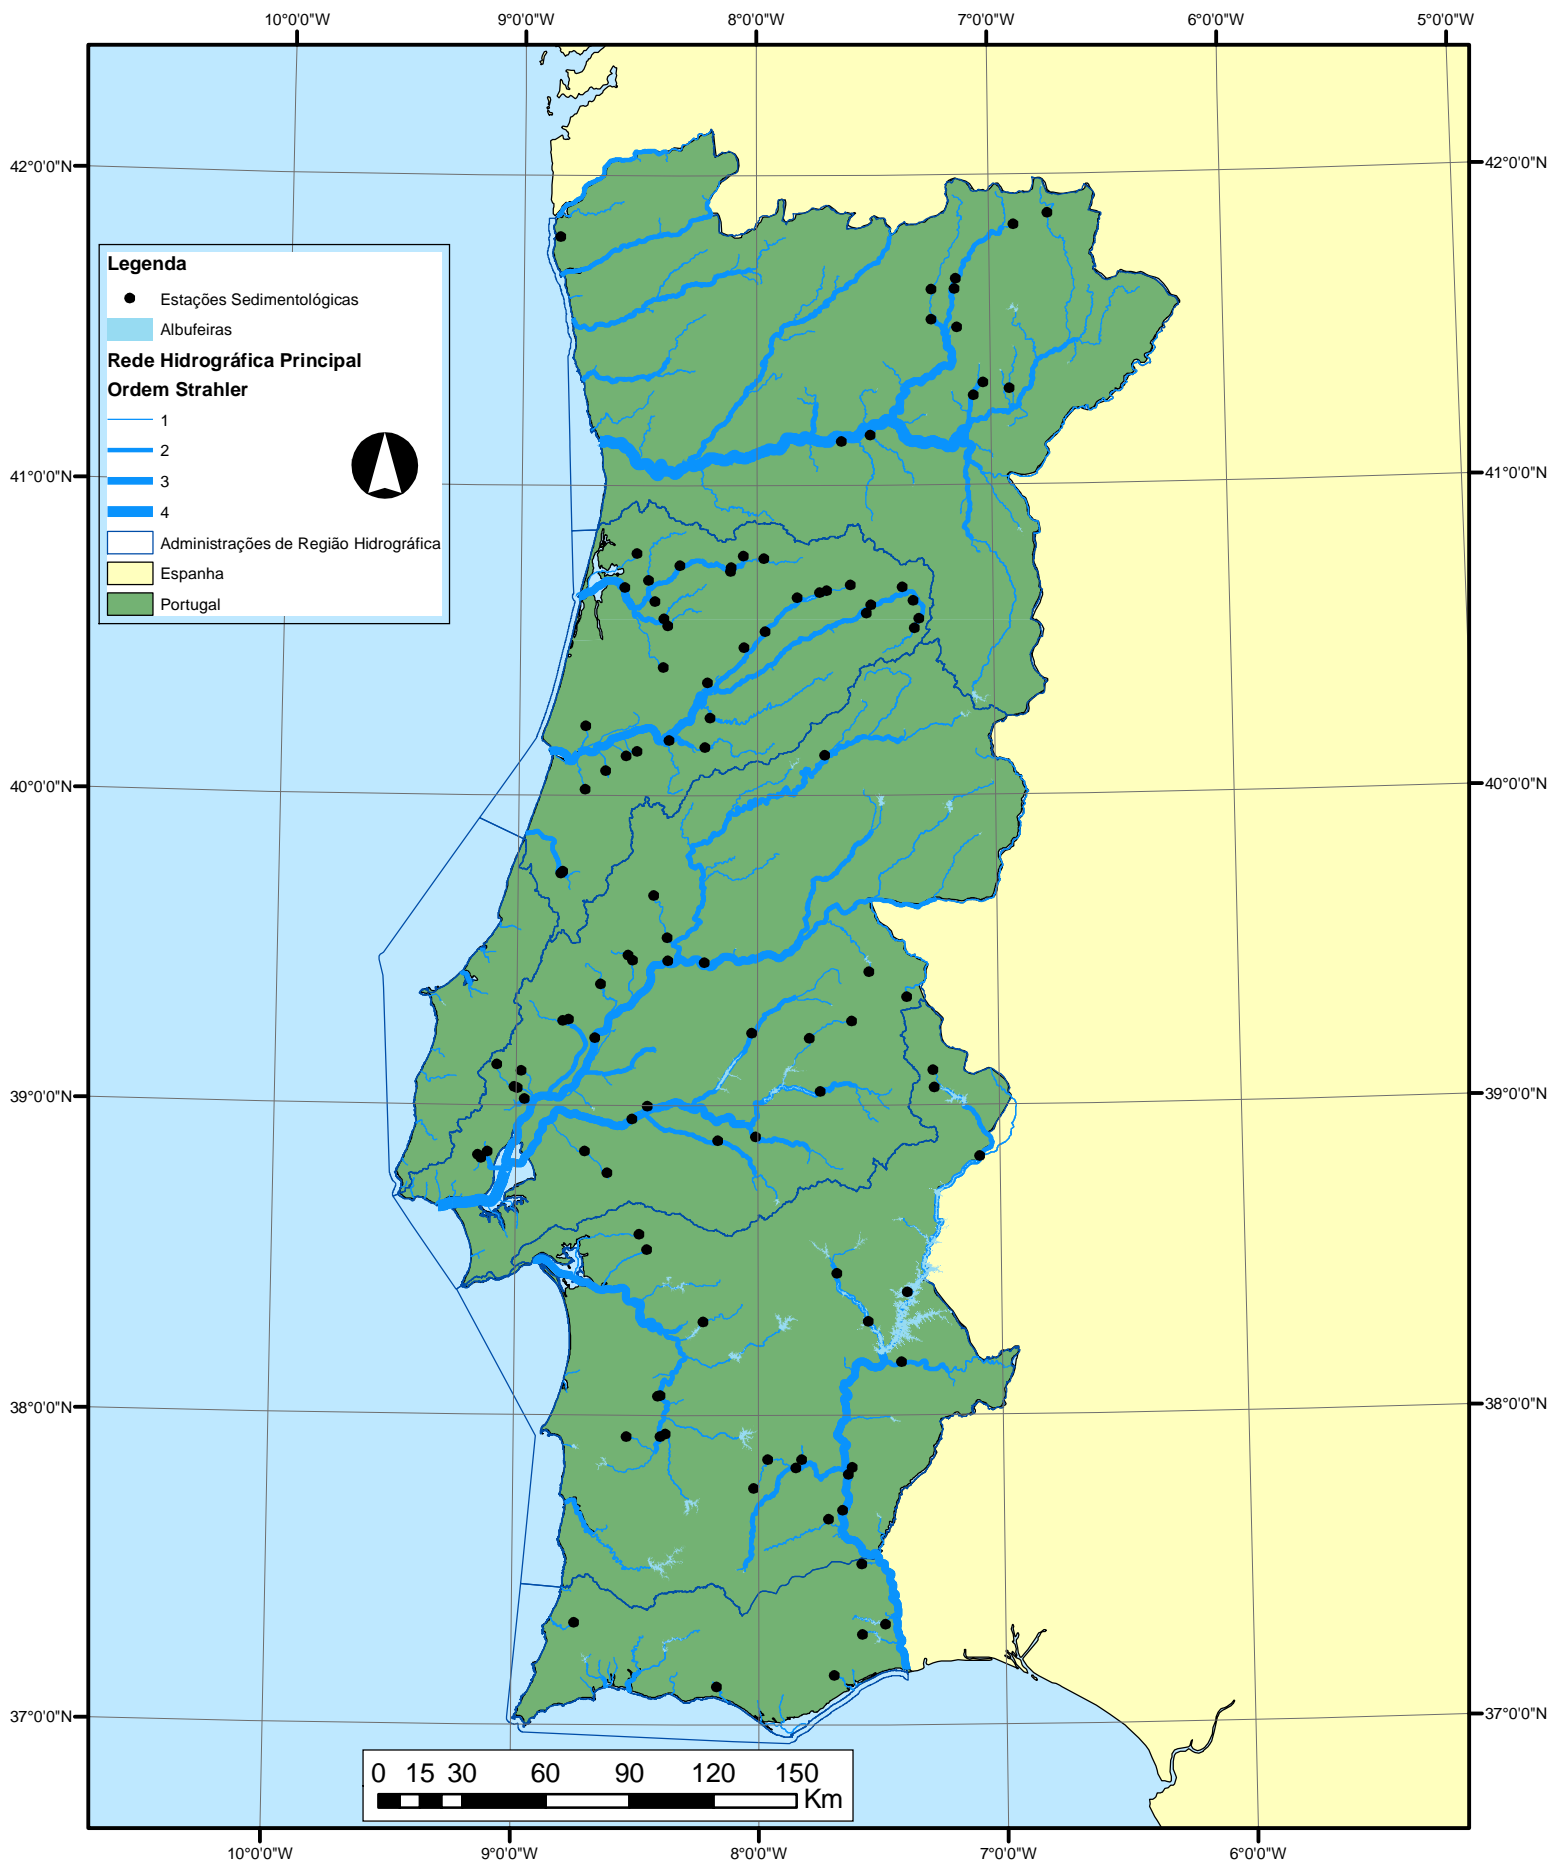 10°0'0"W 9°0'0"W 8°0'0"W 7°0'0"W 6°0'0"W 5°0'0"W
42°0'0"N 42°0'0"N
Legenda
Estações Sedimentológicas
Albufeiras
Rede Hidrográfica Principal
Ordem Strahler
1
2
3
4
Administrações de Região Hidrográfica
Espanha
Portugal
41°0'0"N 41°0'0"N
40°0'0"N 40°0'0"N
39°0'0"N 39°0'0"N
38°0'0"N 38°0'0"N
37°0'0"N 37°0'0"N
0 15 30 60 90 120 150
Km
10°0'0"W 9°0'0"W 8°0'0"W 7°0'0"W 6°0'0"W